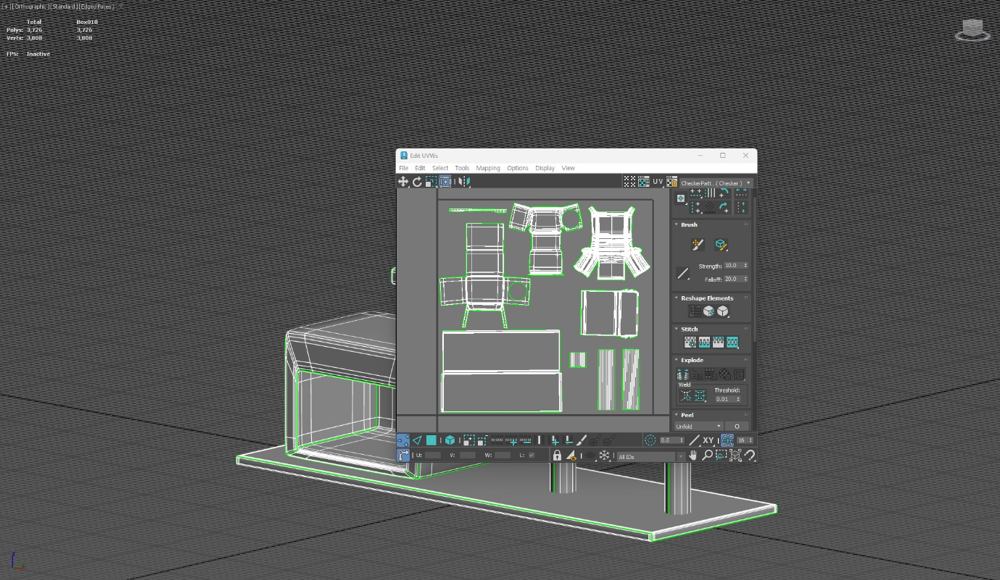 [+][Orthographic][Standard][Edged Faces]
Total Box010
Polys: 3,726 3,726
Verts: 3,808 3,808
FPS: Inactive
3 Edit UVWs
File Edit Select Tools Mapping Options Display View
UV CheckerPatt...( Checker )
Brush
Strength: 10.0
Falloff: 20.0
Reshape Elements
Stitch
Explode
Weld
Threshold:
0.01
Peel
Unfold
0.0 XY 16
U: V: W: L: All IDs